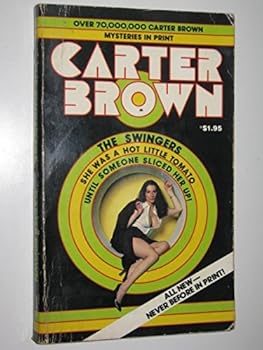 OVER 70,000,000 CARTER BROWN
MYSTERIES IN PRINT
CARTER
BROWN
$1.95
THE SWINGERS
SHE WAS A HOT LITTLE TOMATO
UNTIL SOMEONE SLICED HER UP!
ALL NEW—
NEVER BEFORE IN PRINT!